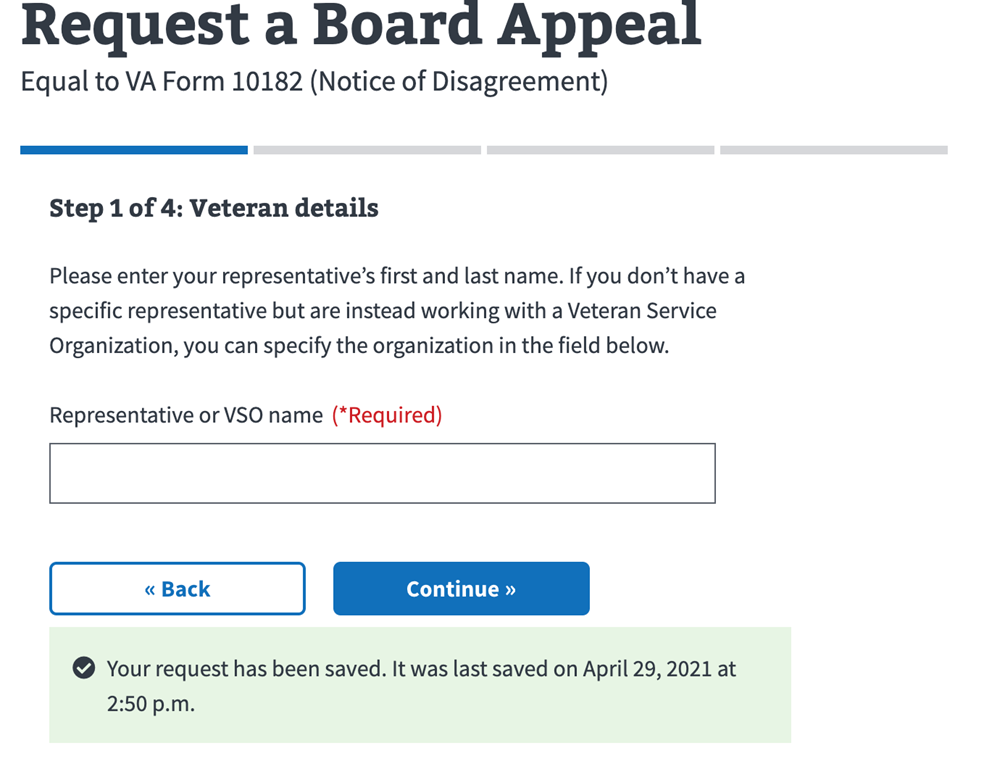 Request a Board Appeal
Equal to VA Form 10182 (Notice of Disagreement)
Step 1 of 4: Veteran details
Please enter your representative’s first and last name. If you don’t have a
specific representative but are instead working with a Veteran Service
Organization, you can specify the organization in the field below.
Representative or VSO name (*Required)
« Back
Continue »
Your request has been saved. It was last saved on April 29, 2021 at
2:50 p.m.